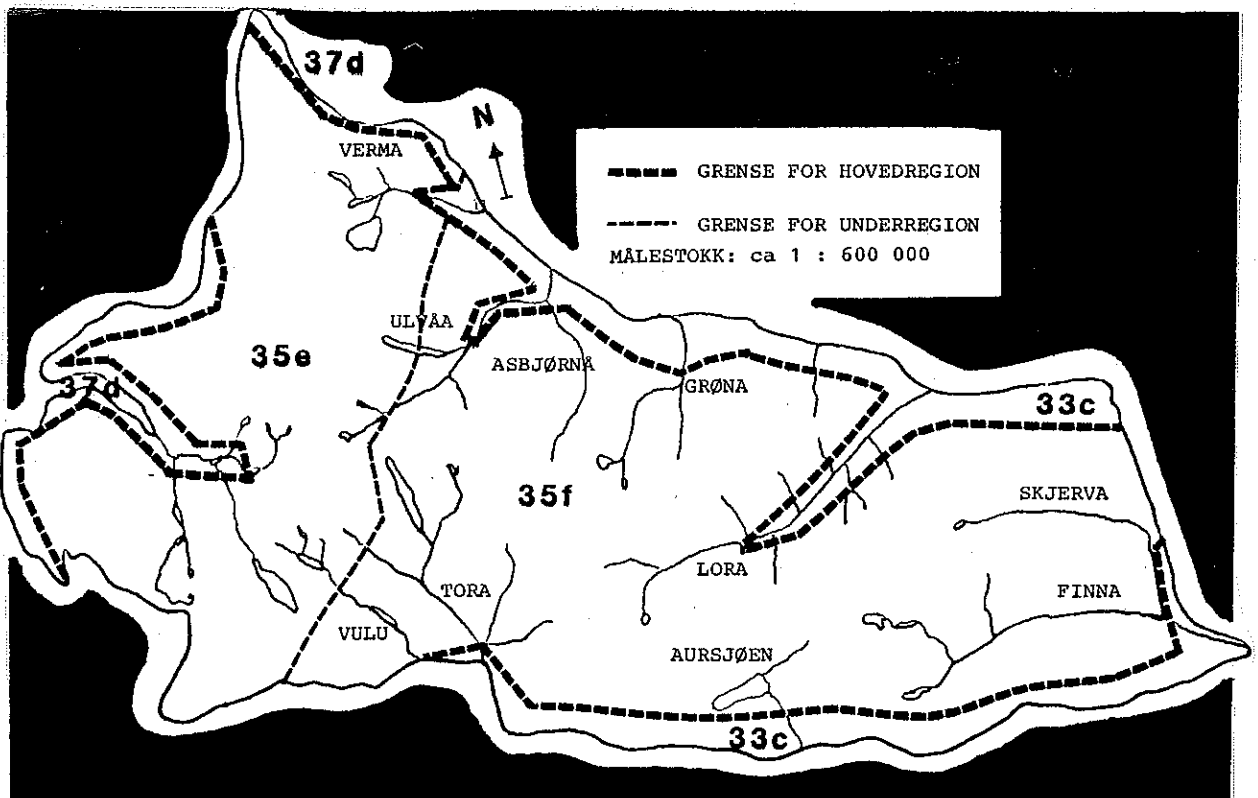 37d
N
VERMA
GRENSE FOR HOVEDREGION
GRENSE FOR UNDERREGION
MÅLESTOKK: ca 1 : 600 000
ULVÅA
35e
ASBJØRNÅ
37d
GRØNA
33c
35f
SKJERVA
LORA
TORA
FINNA
VULU
AURSJØEN
33c